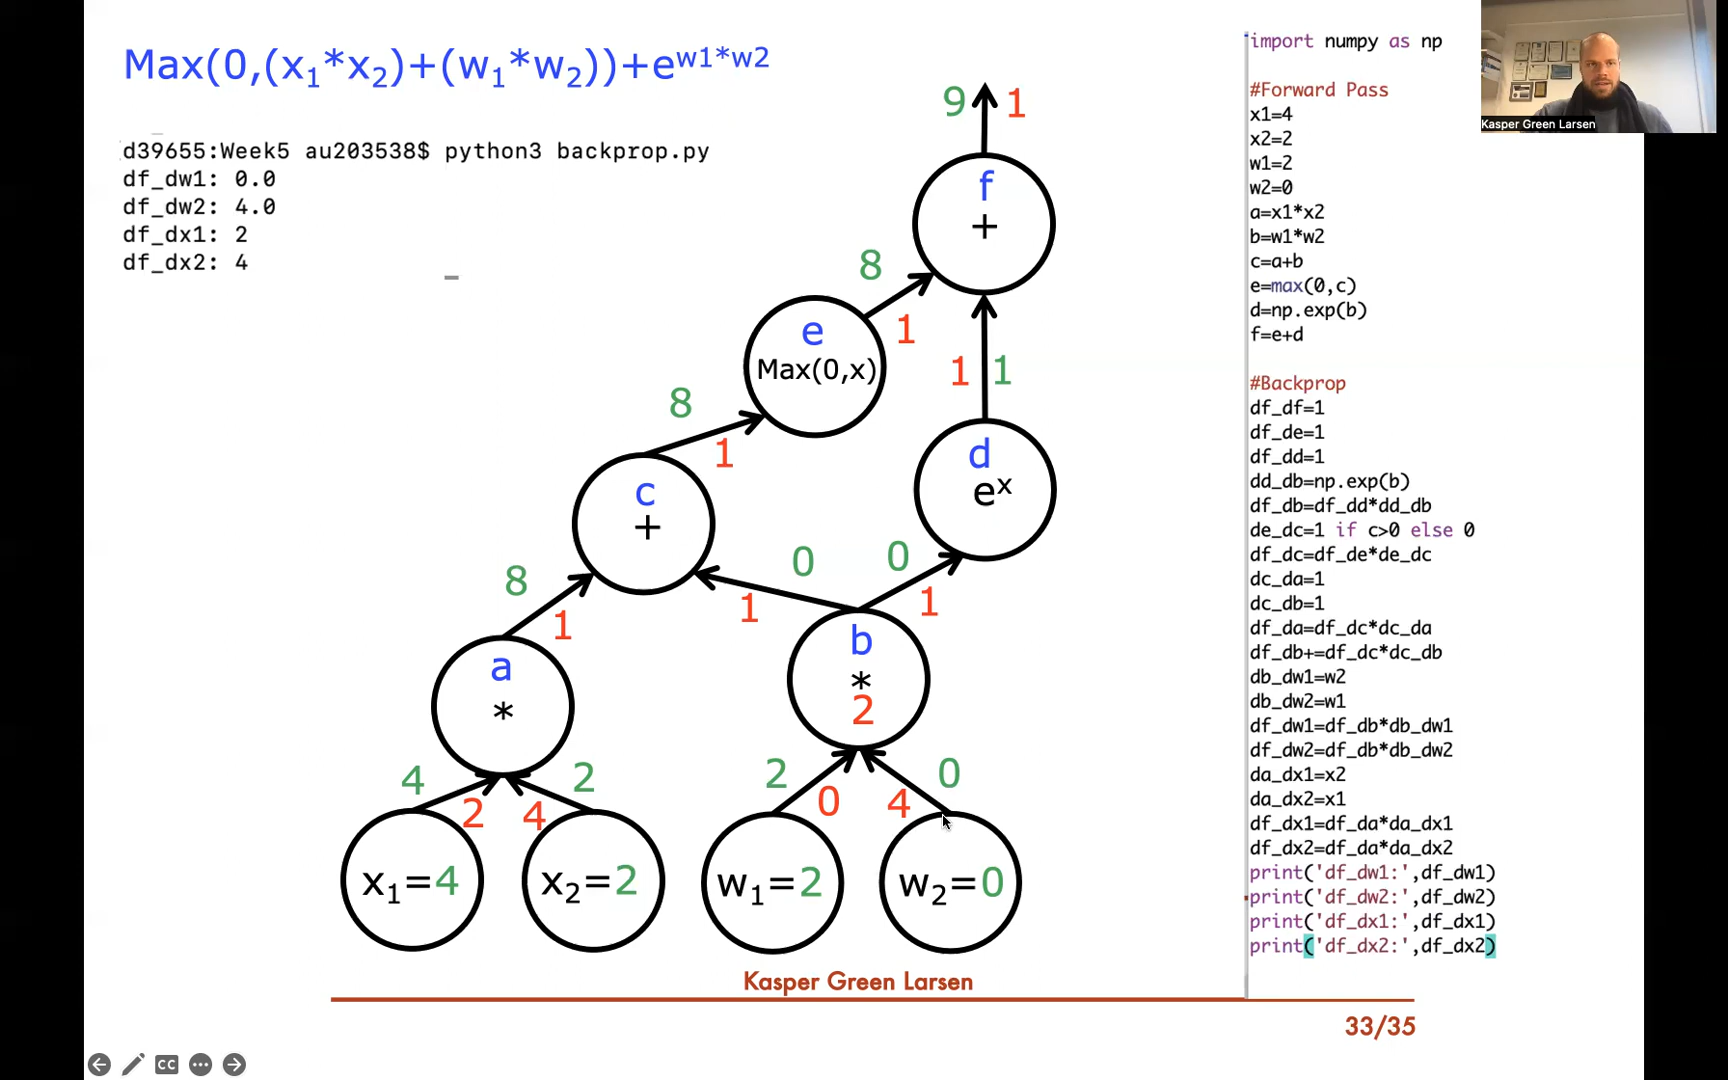 Max(0,(x₁*x₂)+(w₁*w₂))+e^w1*w2
d39655:Week5 au203538$ python3 backprop.py
df_dw1: 0.0
df_dw2: 4.0
df_dx1: 2
df_dx2: 4
9 1
f
+
8
1
1 1
e
Max(0,x)
8
1
d
eˣ
c
+
0 0
1 1
8
1
a
*
b
*
2
4 2
2 4
2 0
0 4
x₁=4
x₂=2
w₁=2
w₂=0
Kasper Green Larsen
33/35
import numpy as np
#Forward Pass
x1=4
x2=2
w1=2
w2=0
a=x1*x2
b=w1*w2
c=a+b
e=max(0,c)
d=np.exp(b)
f=e+d
#Backprop
df_df=1
df_de=1
df_dd=1
dd_db=np.exp(b)
df_db=df_dd*dd_db
de_dc=1 if c>0 else 0
df_dc=df_de*de_dc
dc_da=1
dc_db=1
df_da=df_dc*dc_da
df_db+=df_dc*dc_db
db_dw1=w2
db_dw2=w1
df_dw1=df_db*db_dw1
df_dw2=df_db*db_dw2
da_dx1=x2
da_dx2=x1
df_dx1=df_da*da_dx1
df_dx2=df_da*da_dx2
print('df_dw1:',df_dw1)
print('df_dw2:',df_dw2)
print('df_dx1:',df_dx1)
print('df_dx2:',df_dx2)
Kasper Green Larsen
CC